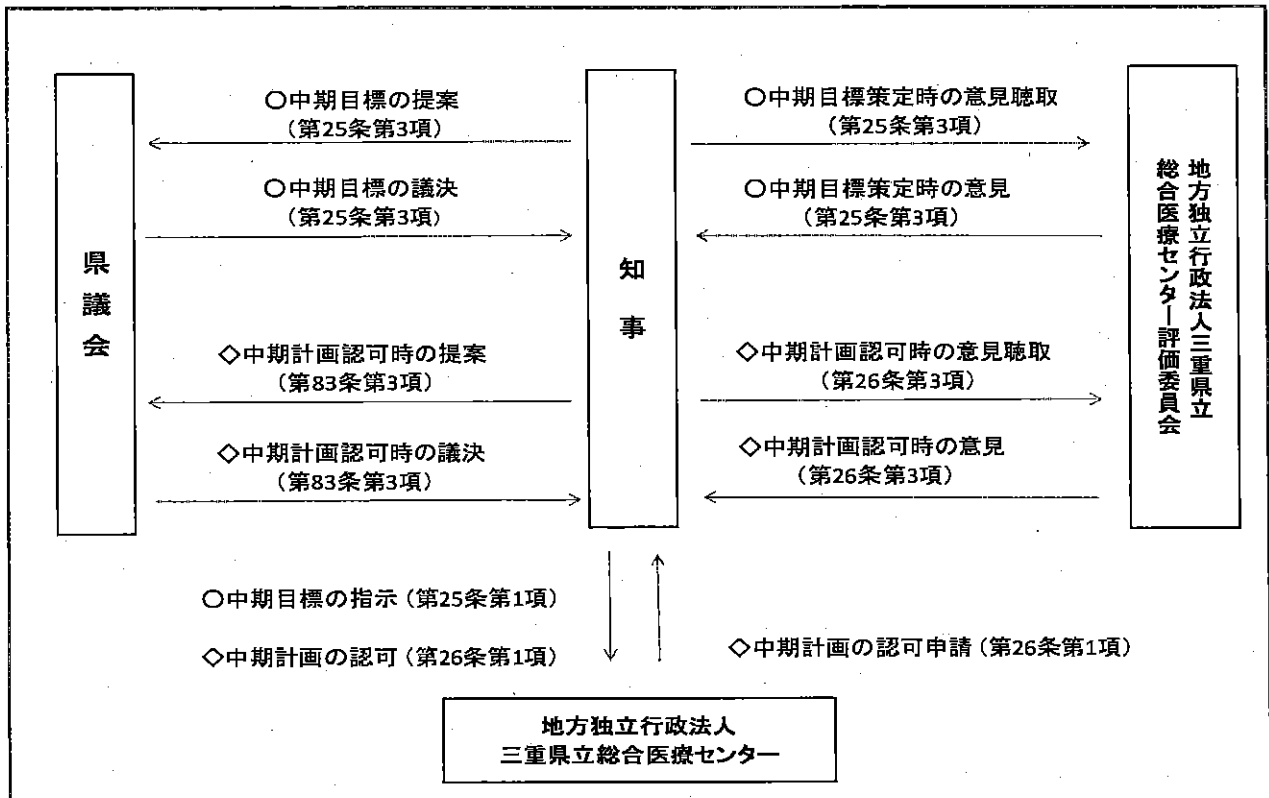 県議会
○中期目標の提案
(第25条第3項)
○中期目標の議決
(第25条第3項)
◇中期計画認可時の提案
(第83条第3項)
◇中期計画認可時の議決
(第83条第3項)
知事
○中期目標策定時の意見聴取
(第25条第3項)
○中期目標策定時の意見
(第25条第3項)
◇中期計画認可時の意見聴取
(第26条第3項)
◇中期計画認可時の意見
(第26条第3項)
地方独立行政法人三重県立
総合医療センター評価委員会
○中期目標の指示(第25条第1項)
◇中期計画の認可(第26条第1項)
◇中期計画の認可申請(第26条第1項)
地方独立行政法人
三重県立総合医療センター